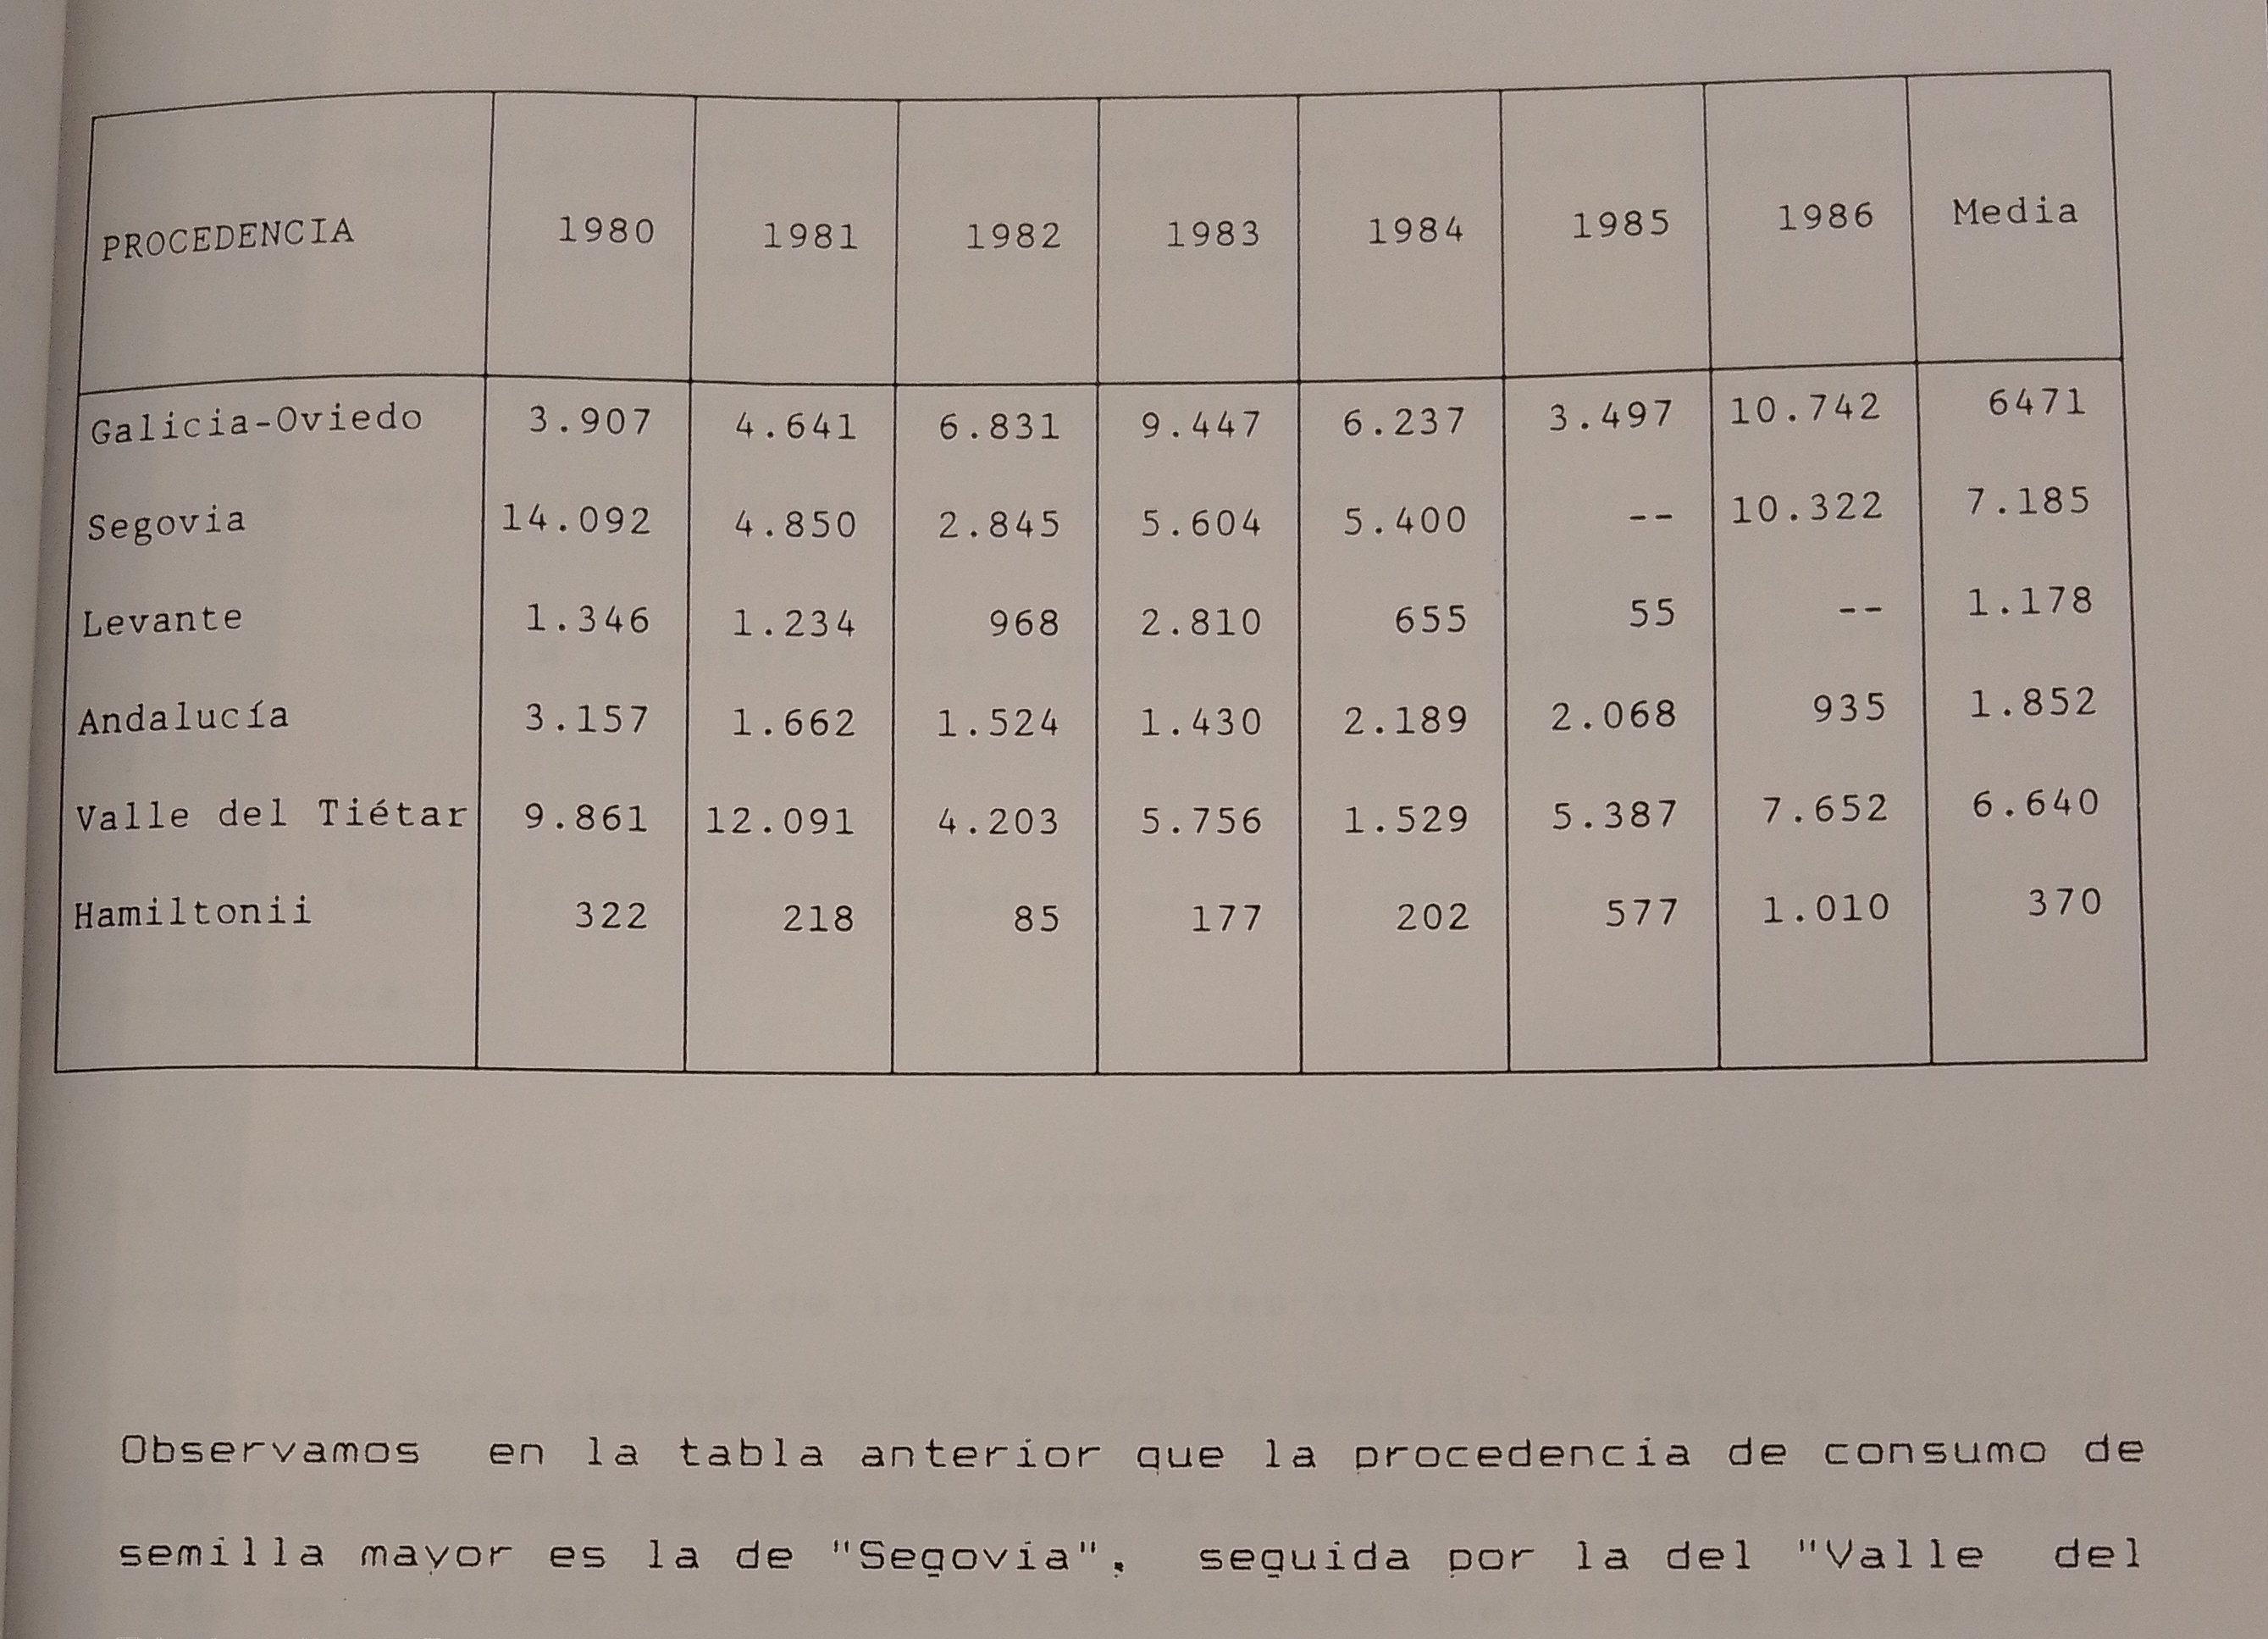 PROCEDENCIA 1980 1981 1982 1983 1984 1985 1986 Media
Galicia-Oviedo 3.907 4.641 6.831 9.447 6.237 3.497 10.742 6471
Segovia 14.092 4.850 2.845 5.604 5.400 -- 10.322 7.185
Levante 1.346 1.234 968 2.810 655 55 -- 1.178
Andalucía 3.157 1.662 1.524 1.430 2.189 2.068 935 1.852
Valle del Tiétar 9.861 12.091 4.203 5.756 1.529 5.387 7.652 6.640
Hamiltonii 322 218 85 177 202 577 1.010 370
Observamos en la tabla anterior que la procedencia de consumo de
semilla mayor es la de "Segovia", seguida por la del "Valle del